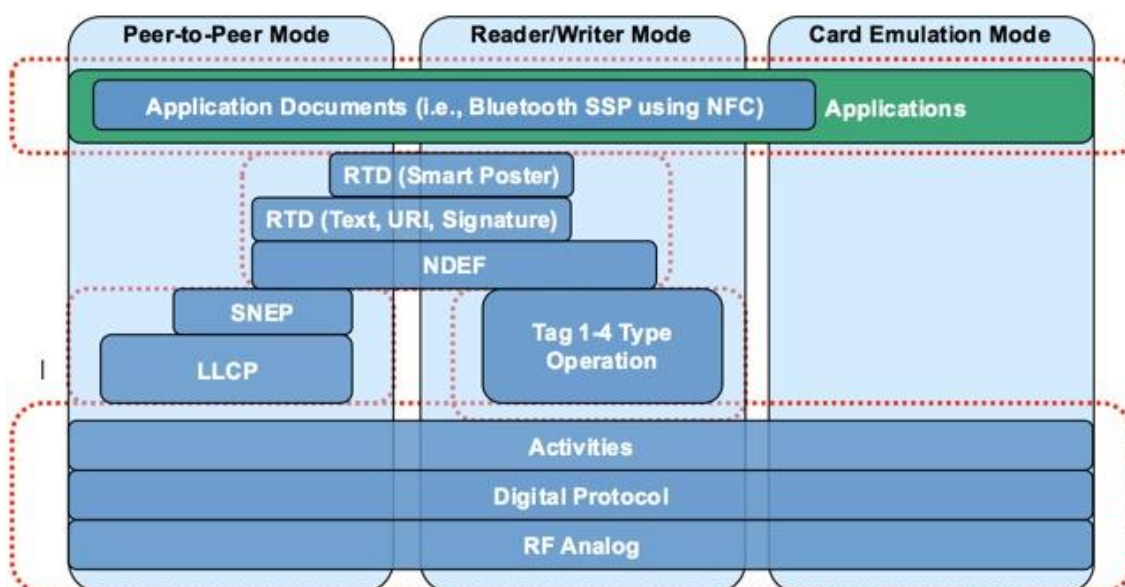 Peer-to-Peer Mode
Reader/Writer Mode
Card Emulation Mode
Application Documents (i.e., Bluetooth SSP using NFC)
Applications
RTD (Smart Poster)
RTD (Text, URI, Signature)
NDEF
SNEP
LLCP
Tag 1-4 Type
Operation
Activities
Digital Protocol
RF Analog